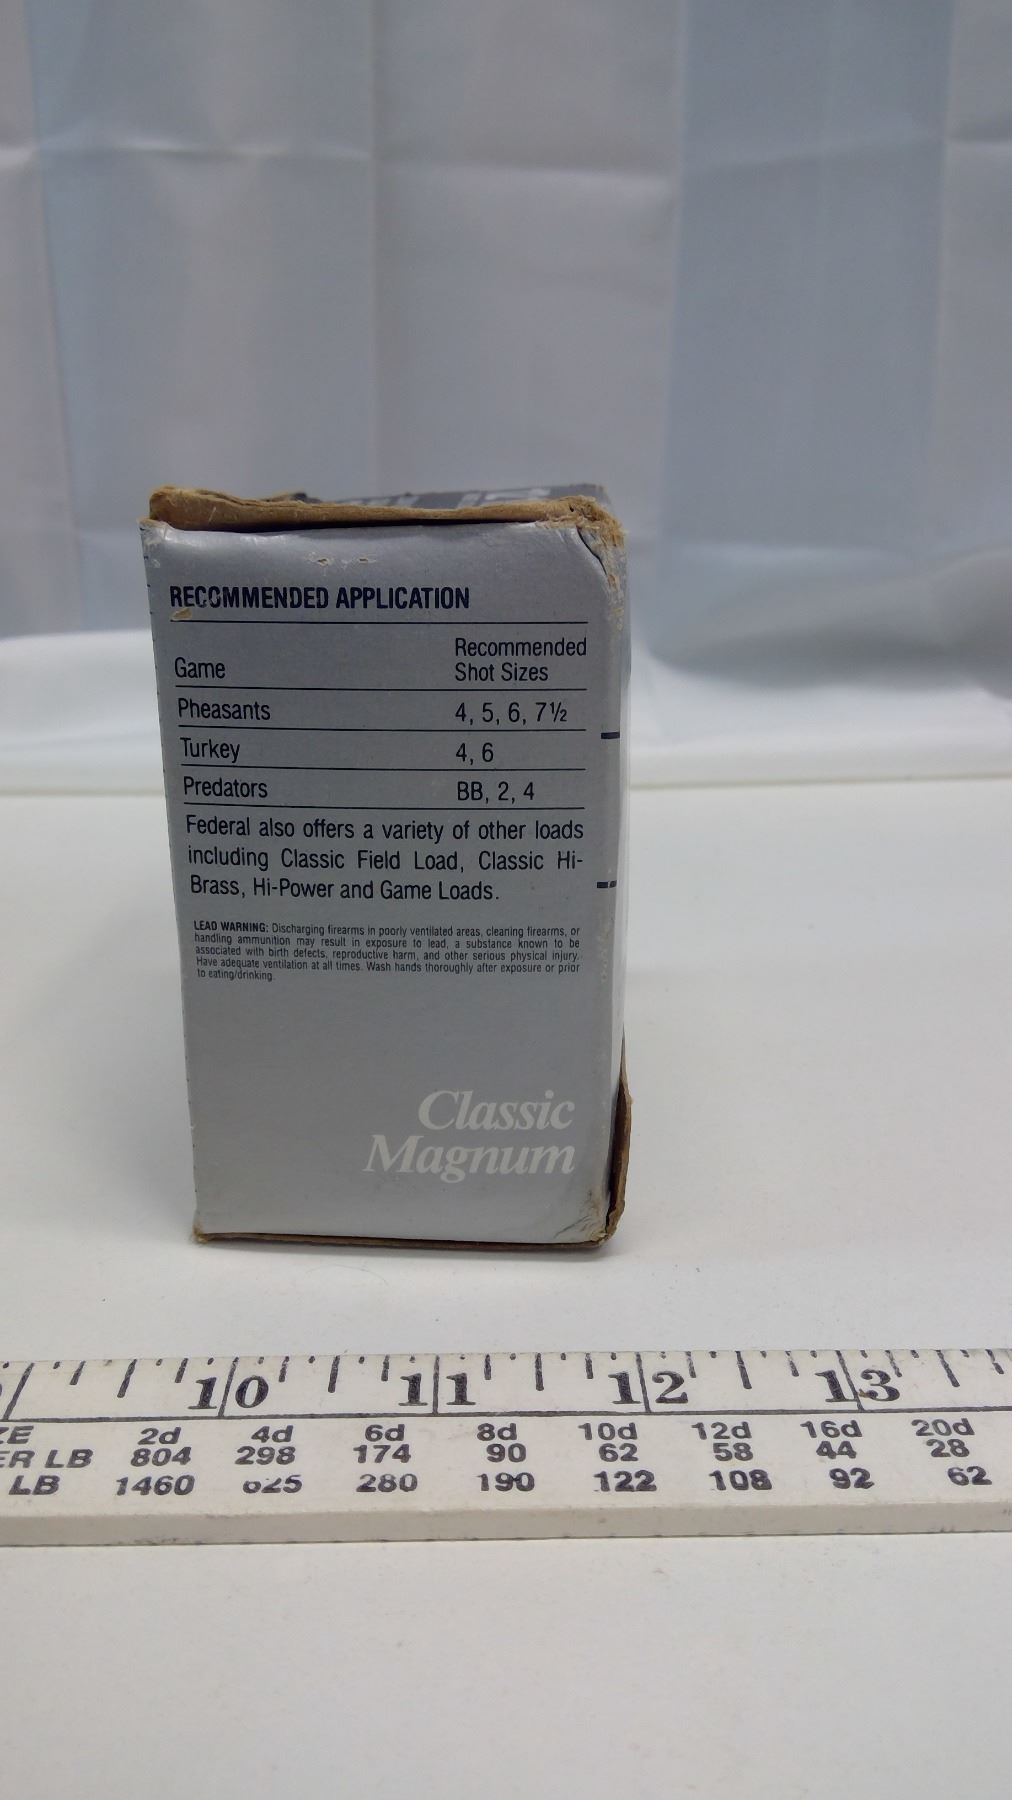 RECOMMENDED APPLICATION
Game Recommended Shot Sizes
Pheasants 4, 5, 6, 7½
Turkey 4, 6
Predators BB, 2, 4
Federal also offers a variety of other loads
including Classic Field Load, Classic Hi-
Brass, Hi-Power and Game Loads.
LEAD WARNING: Discharging firearms in poorly ventilated areas, cleaning firearms, or
handling ammunition may result in exposure to lead, a substance known to be
associated with birth defects, reproductive harm, and other serious physical injury.
Have adequate ventilation at all times. Wash hands thoroughly after exposure or prior
to eating/drinking.
Classic
Magnum
10 11 12 13
ZE 2d 4d 6d 8d 10d 12d 16d 20d
ER LB 804 298 174 90 62 58 44 28
LB 1460 625 280 190 122 108 92 62